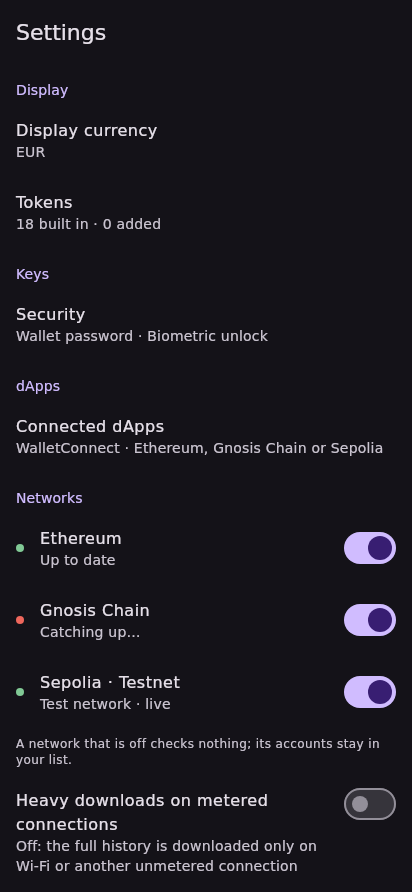 Settings
Display
Display currency
EUR
Tokens
18 built in · 0 added
Keys
Security
Wallet password · Biometric unlock
dApps
Connected dApps
WalletConnect · Ethereum, Gnosis Chain or Sepolia
Networks
Ethereum
Up to date
Gnosis Chain
Catching up…
Sepolia · Testnet
Test network · live
A network that is off checks nothing; its accounts stay in
your list.
Heavy downloads on metered
connections
Off: the full history is downloaded only on
Wi-Fi or another unmetered connection